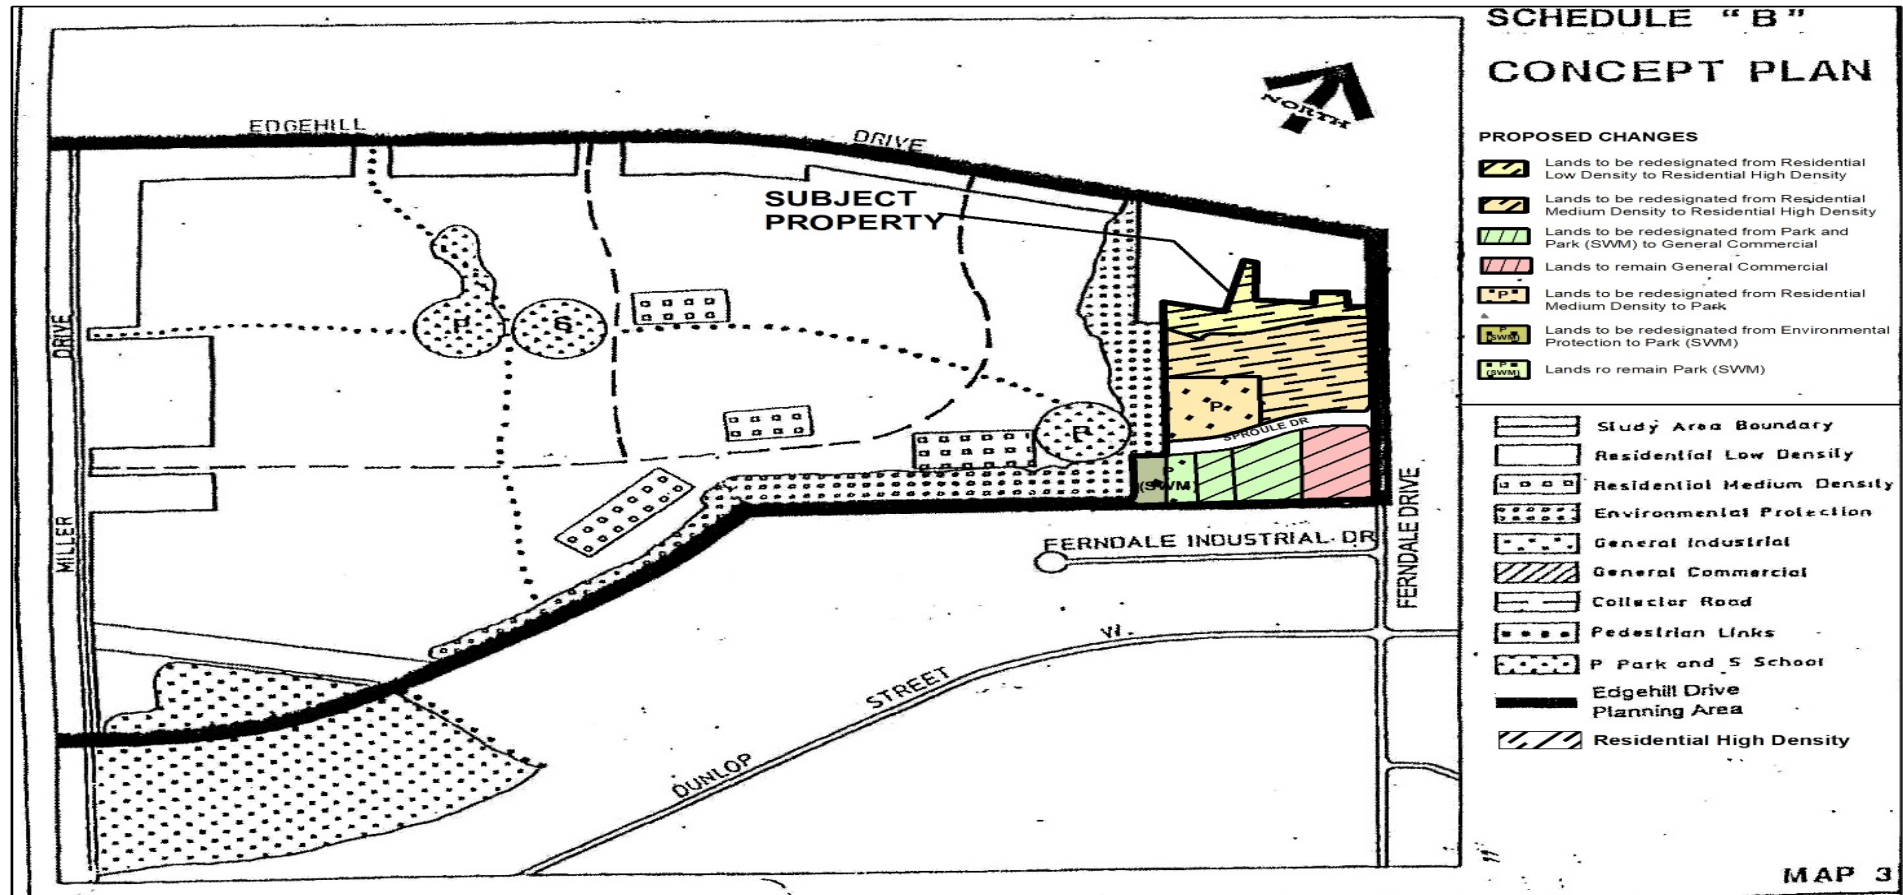 SCHEDULE "B"
CONCEPT PLAN
NORTH
EDGEHILL
DRIVE
SUBJECT
PROPERTY
DRIVE
MILLER
P
S
P
P
SPROULE DR
P
(SWM)
FERNDALE INDUSTRIAL DR
FERNDALE DRIVE
DUNLOP
STREET
W.
PROPOSED CHANGES
Lands to be redesignated from Residential
Low Density to Residential High Density
Lands to be redesignated from Residential
Medium Density to Residential High Density
Lands to be redesignated from Park and
Park (SWM) to General Commercial
Lands to remain General Commercial
P
Lands to be redesignated from Residential
Medium Density to Park
P
(SWM)
Lands to be redesignated from Environmental
Protection to Park (SWM)
P
(SWM)
Lands ro remain Park (SWM)
Study Area Boundary
Residential Low Density
Residential Medium Density
Environmental Protection
General Industrial
General Commercial
Collector Road
Pedestrian Links
P Park and S School
Edgehill Drive
Planning Area
Residential High Density
MAP 3